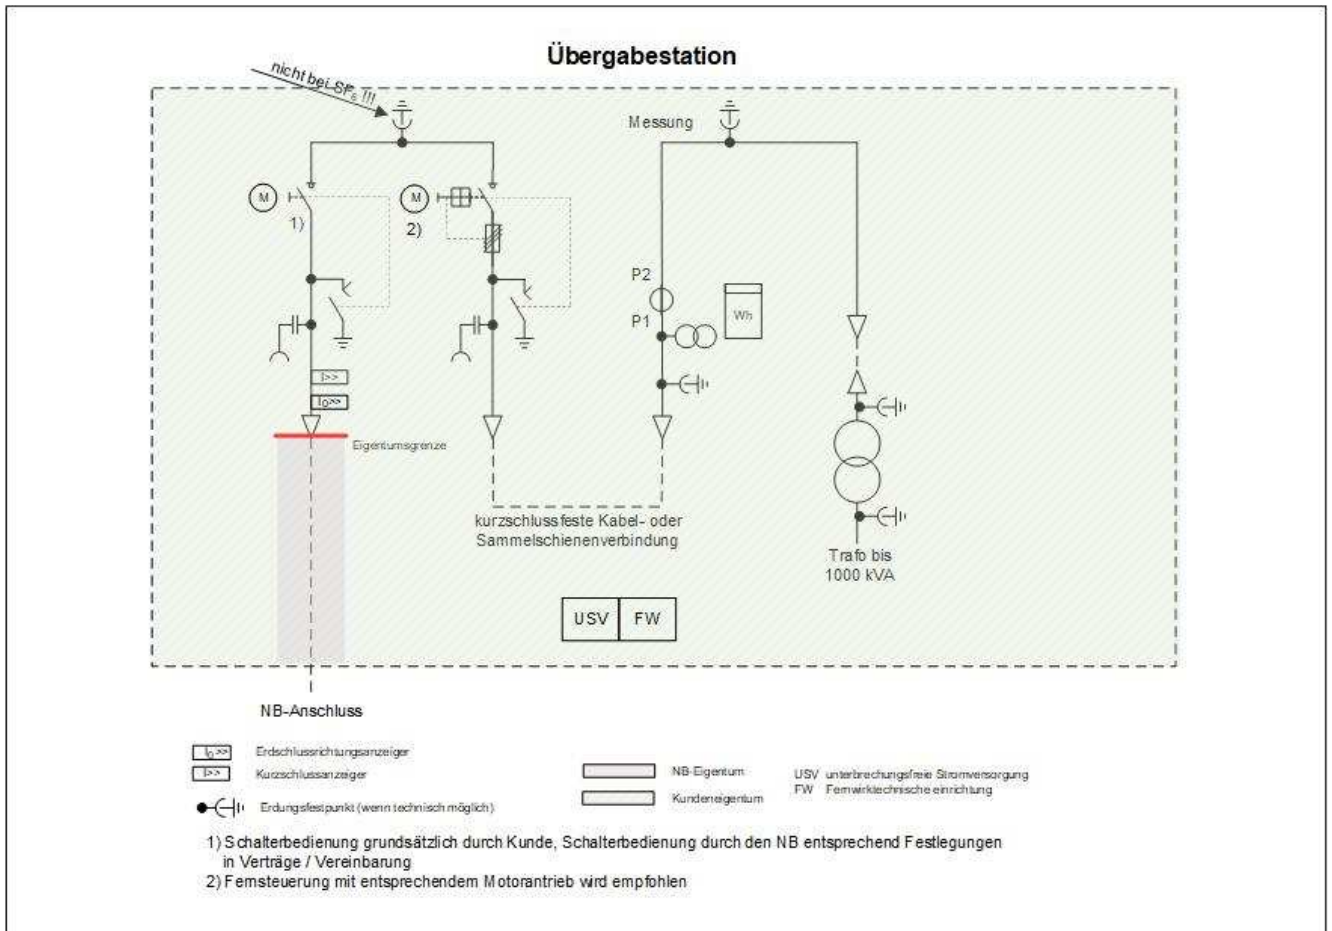 Übergabestation
nicht bei SF₆ !!!
Messung
M
M
1)
2)
P2
P1
Wh
I>>
I₀>>
Eigentumsgrenze
kurzschlussfeste Kabel- oder
Sammelschienenverbindung
Trafo bis
1000 kVA
USV FW
NB-Anschluss
I₀>> Erdschlussrichtungsanzeiger
I>> Kurzschlussanzeiger
Erdungsfestpunkt (wenn technisch möglich)
NB-Eigentum
Kundeneigentum
USV unterbrechungsfreie Stromversorgung
FW Fernwirktechnische einrichtung
1) Schalterbedienung grundsätzlich durch Kunde, Schalterbedienung durch den NB entsprechend Festlegungen
in Verträge / Vereinbarung
2) Fernsteuerung mit entsprechendem Motorantrieb wird empfohlen